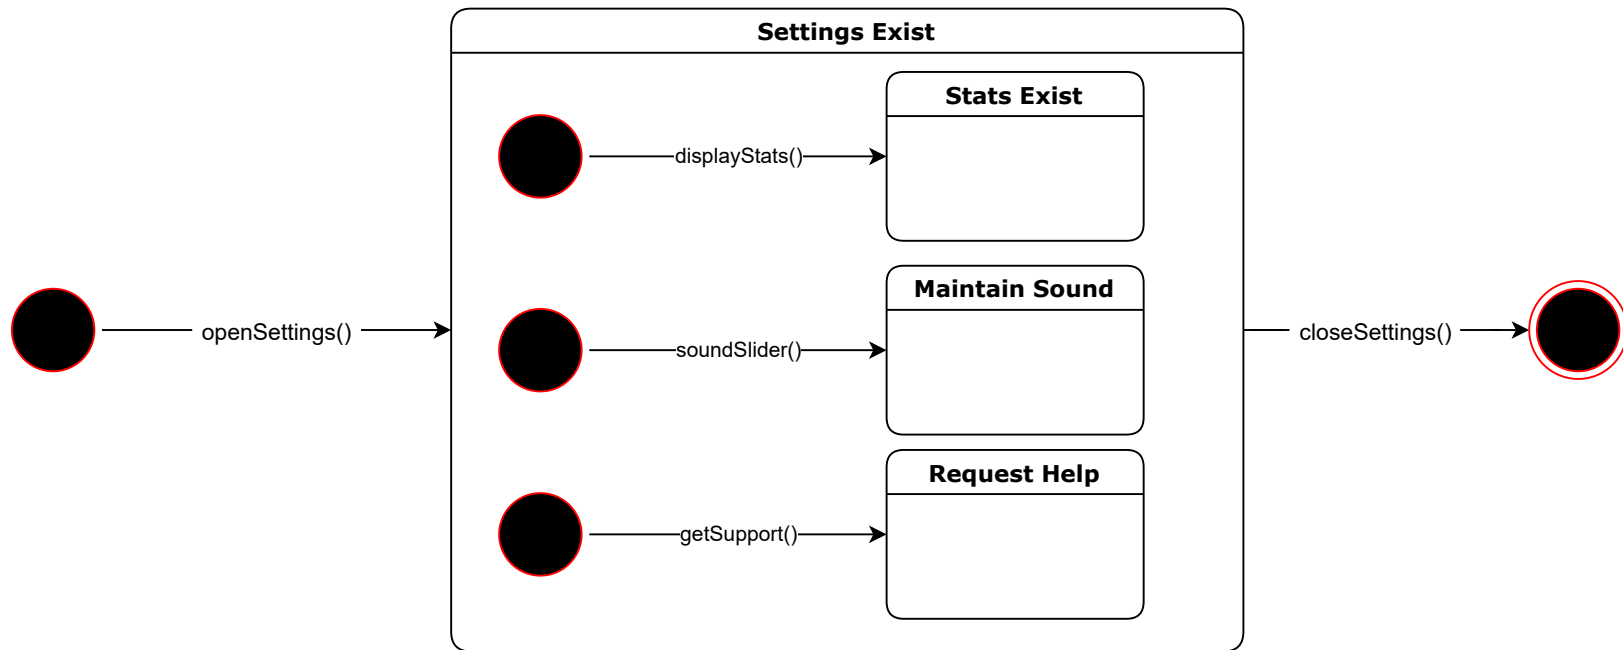 Settings Exist
Stats Exist
displayStats()
Maintain Sound
openSettings()
soundSlider()
closeSettings()
Request Help
getSupport()